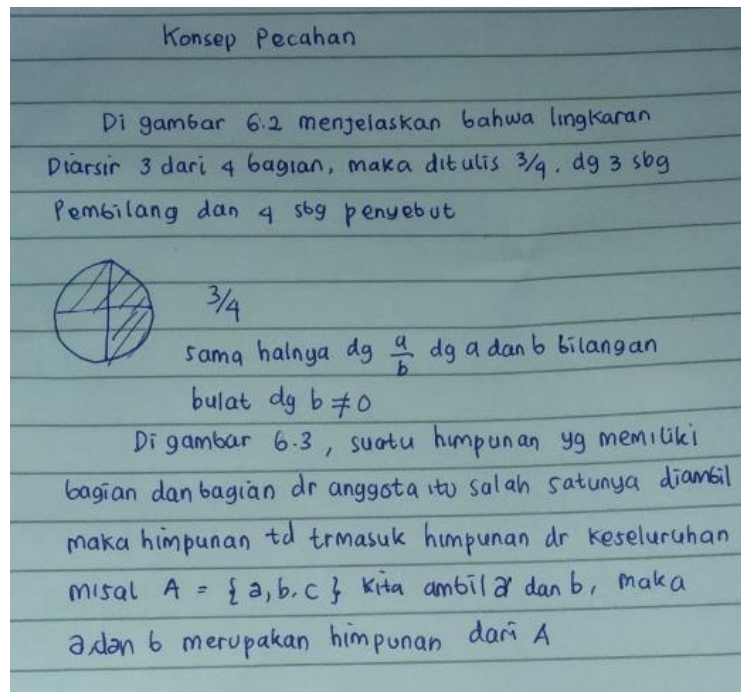 Konsep Pecahan
Di gambar 6.2 menjelaskan bahwa lingkaran
Diarsir 3 dari 4 bagian, maka ditulis 3/4. dg 3 sbg
Pembilang dan 4 sbg penyebut
3/4
sama halnya dg a/b dg a dan b bilangan
bulat dg b ≠ 0
Di gambar 6.3, suatu himpunan yg memiliki
bagian dan bagian dr anggota itu salah satunya diambil
maka himpunan td trmasuk himpunan dr keseluruhan
misal A = {a, b. c} kita ambil a dan b, maka
a dan b merupakan himpunan dari A